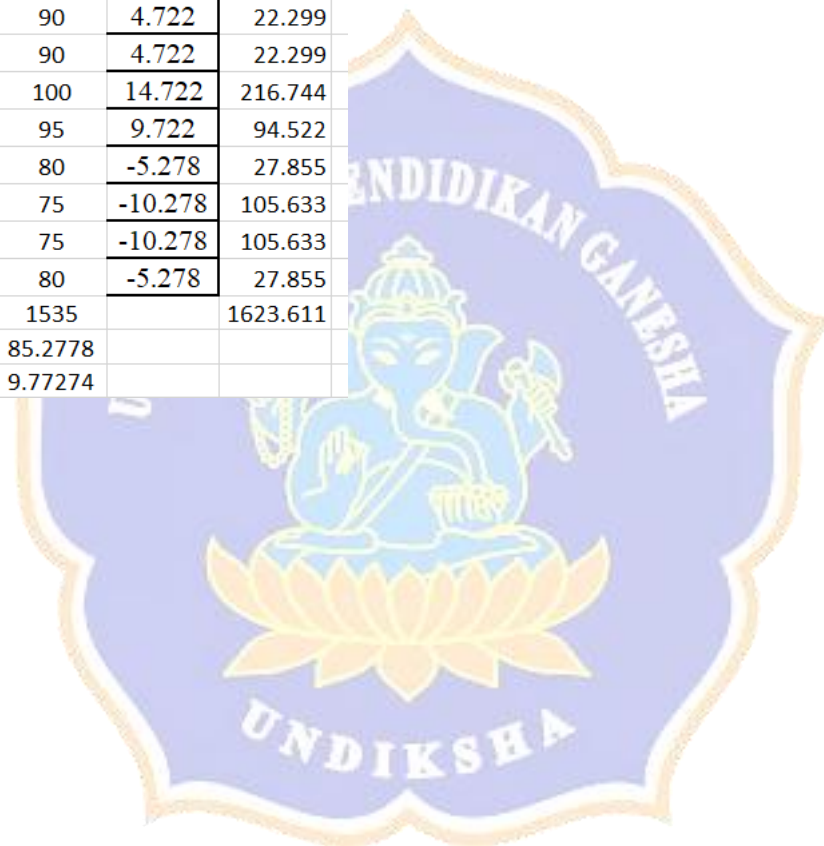 90 4.722 22.299
90 4.722 22.299
100 14.722 216.744
95 9.722 94.522
80 -5.278 27.855
75 -10.278 105.633
75 -10.278 105.633
80 -5.278 27.855
1535 1623.611
85.2778
9.77274
ENDIDIKAN GANESHA
UNDIKSHA